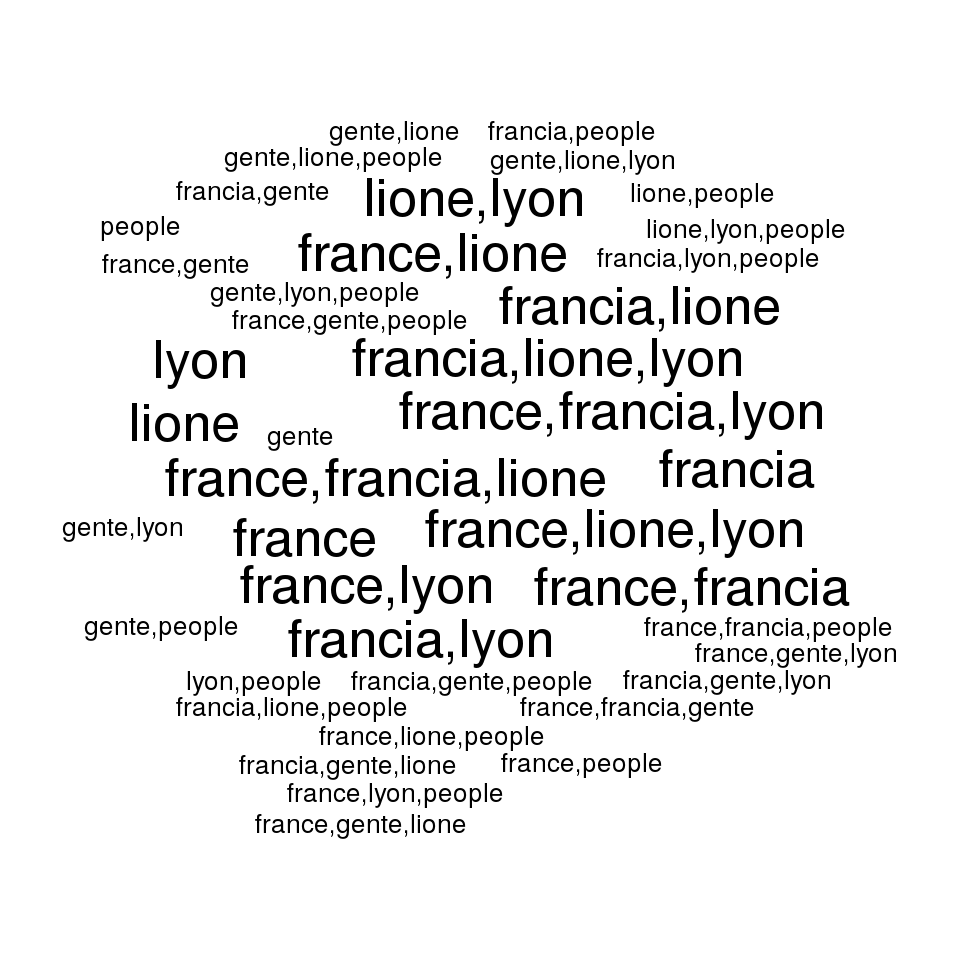 gente,lione francia,people
gente,lione,people gente,lione,lyon
francia,gente lione,lyon lione,people
people lione,lyon,people
france,gente france,lione francia,lyon,people
gente,lyon,people francia,lione
france,gente,people
lyon francia,lione,lyon
france,francia,lyon
lione gente
france,francia,lione francia
gente,lyon france france,lione,lyon
france,lyon france,francia
gente,people francia,lyon france,francia,people
france,gente,lyon
lyon,people francia,gente,people francia,gente,lyon
francia,lione,people france,francia,gente
france,lione,people
francia,gente,lione france,people
france,lyon,people
france,gente,lione